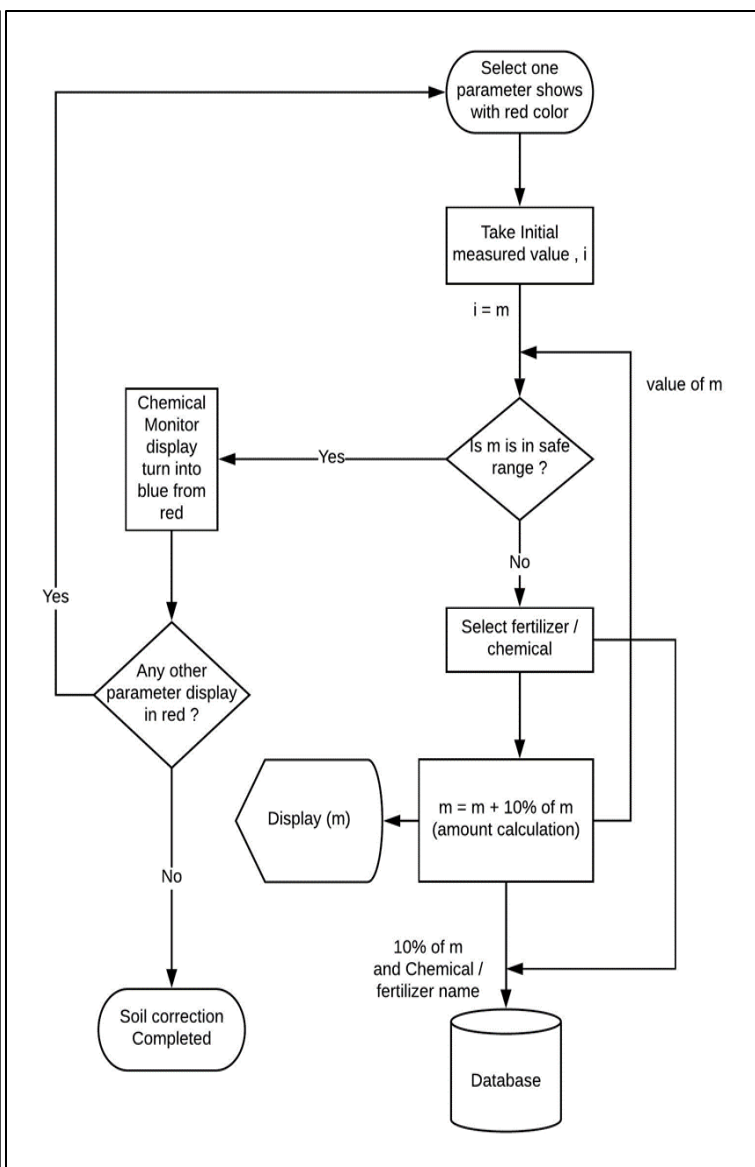 Select one
parameter shows
with red color
Take Initial
measured value , i
i = m
value of m
Is m is in safe
range ?
Yes
Chemical
Monitor
display
turn into
blue from
red
No
Yes
Select fertilizer /
chemical
Any other
parameter display
in red ?
Display (m)
m = m + 10% of m
(amount calculation)
No
10% of m
and Chemical /
fertilizer name
Soil correction
Completed
Database